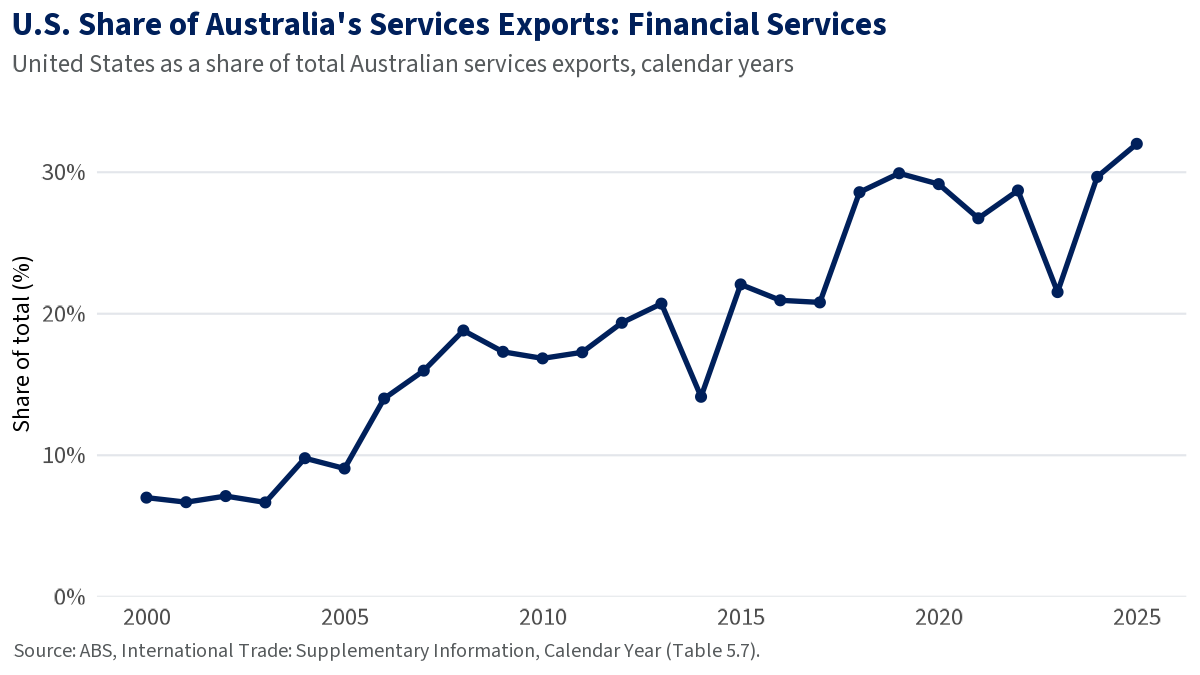 U.S. Share of Australia's Services Exports: Financial Services
United States as a share of total Australian services exports, calendar years
Share of total (%)
30%
20%
10%
0%
2000 2005 2010 2015 2020 2025
Source: ABS, International Trade: Supplementary Information, Calendar Year (Table 5.7).